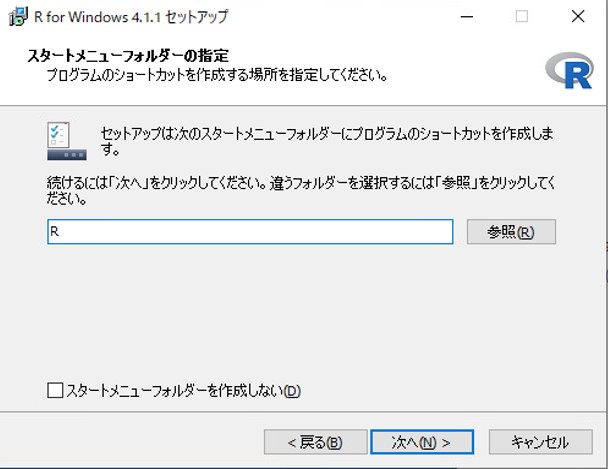 R for Windows 4.1.1 セットアップ
スタートメニューフォルダーの指定
プログラムのショートカットを作成する場所を指定してください。
R
セットアップは次のスタートメニューフォルダーにプログラムのショートカットを作成しま
す。
続けるには「次へ」をクリックしてください。違うフォルダーを選択するには「参照」をクリックしてく
ださい。
R
参照(R)
スタートメニューフォルダーを作成しない(D)
< 戻る(B)
次へ(N) >
キャンセル